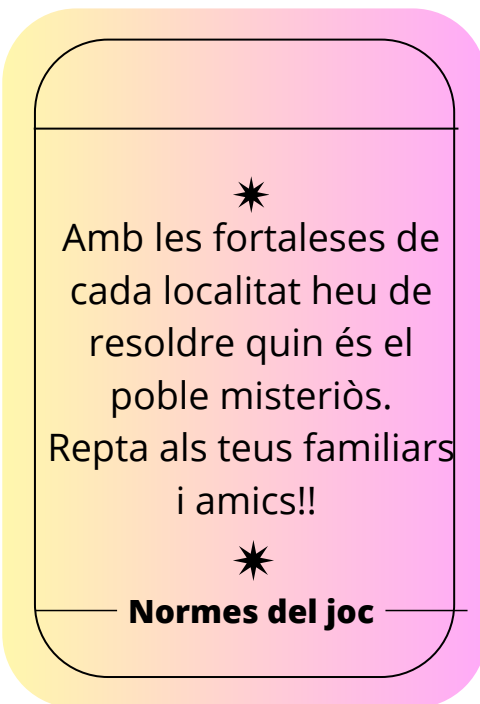 Amb les fortaleses de
cada localitat heu de
resoldre quin és el
poble misteriòs.
Repta als teus familiars
i amics!!
Normes del joc